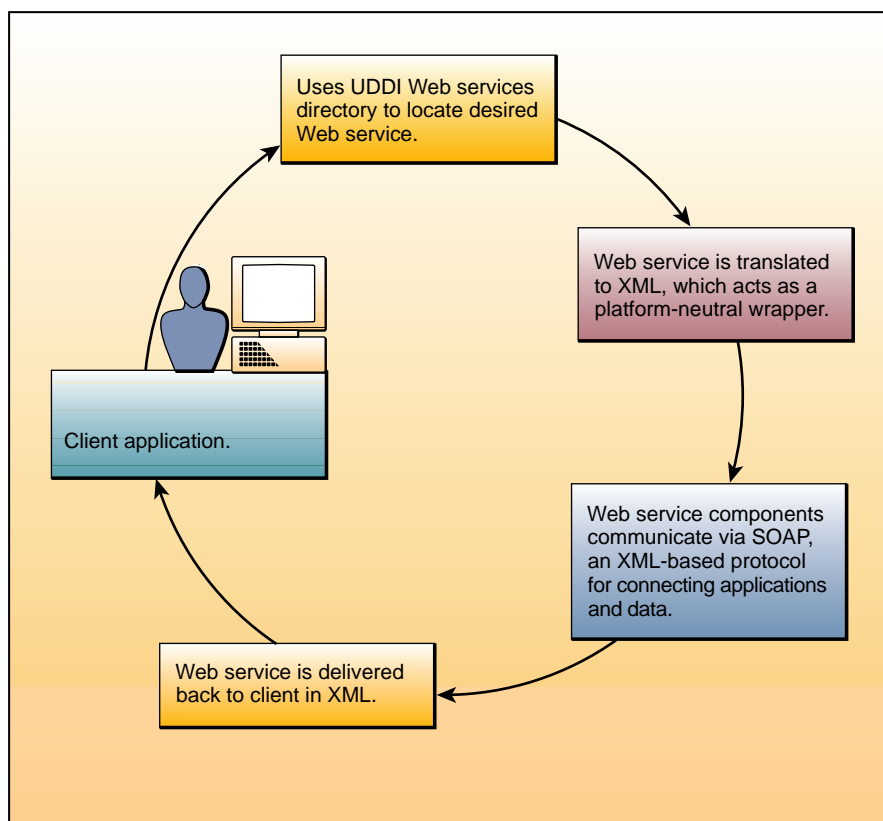 Uses UDDI Web services
directory to locate desired
Web service.
Web service is translated
to XML, which acts as a
platform-neutral wrapper.
Client application.
Web service components
communicate via SOAP,
an XML-based protocol
for connecting applications
and data.
Web service is delivered
back to client in XML.